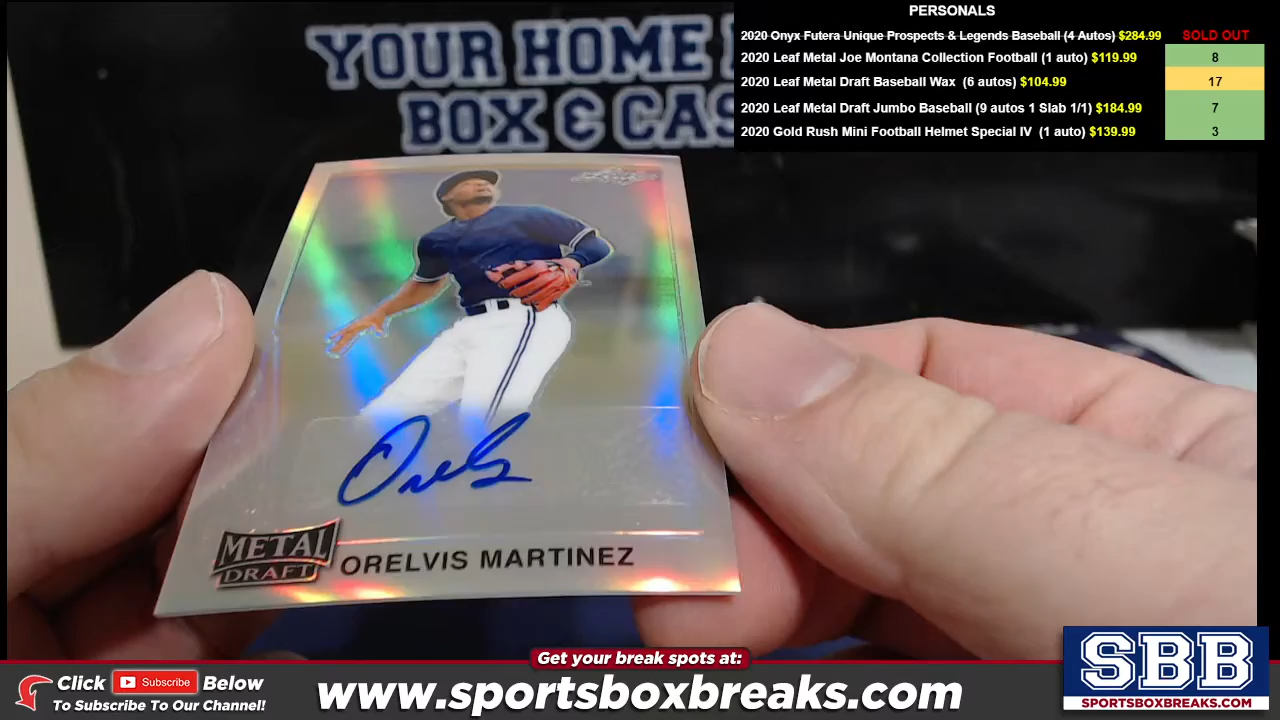 PERSONALS
2020 Onyx Futera Unique Prospects & Legends Baseball (4 Autos) $284.99 SOLD OUT
2020 Leaf Metal Joe Montana Collection Football (1 auto) $119.99 8
2020 Leaf Metal Draft Baseball Wax (6 autos) $104.99 17
2020 Leaf Metal Draft Jumbo Baseball (9 autos 1 Slab 1/1) $184.99 7
2020 Gold Rush Mini Football Helmet Special IV (1 auto) $139.99 3
YOUR HOME
BOX & CAS
Leaf
METAL
DRAFT
ORELVIS MARTINEZ
Get your break spots at:
Click Subscribe Below
To Subscribe To Our Channel!
www.sportsboxbreaks.com
SBB
SPORTSBOXBREAKS.COM